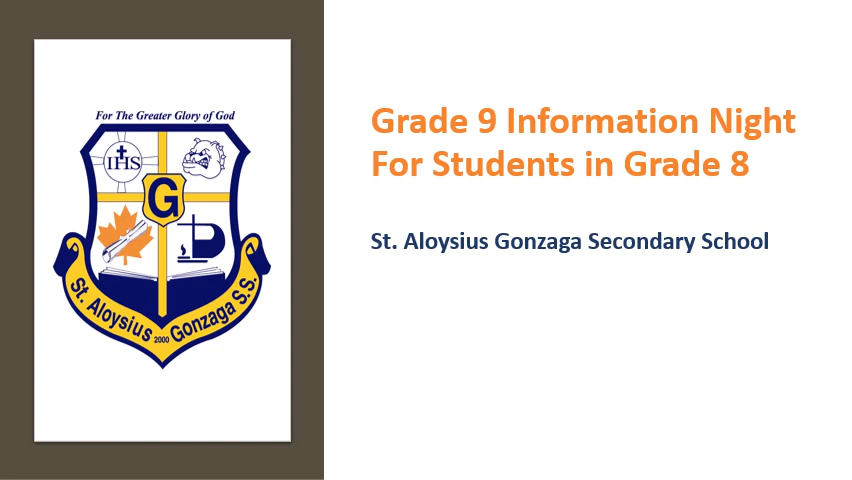 For The Greater Glory of God
IHS
G
St. Aloysius 2000 Gonzaga S.S.
Grade 9 Information Night
For Students in Grade 8
St. Aloysius Gonzaga Secondary School